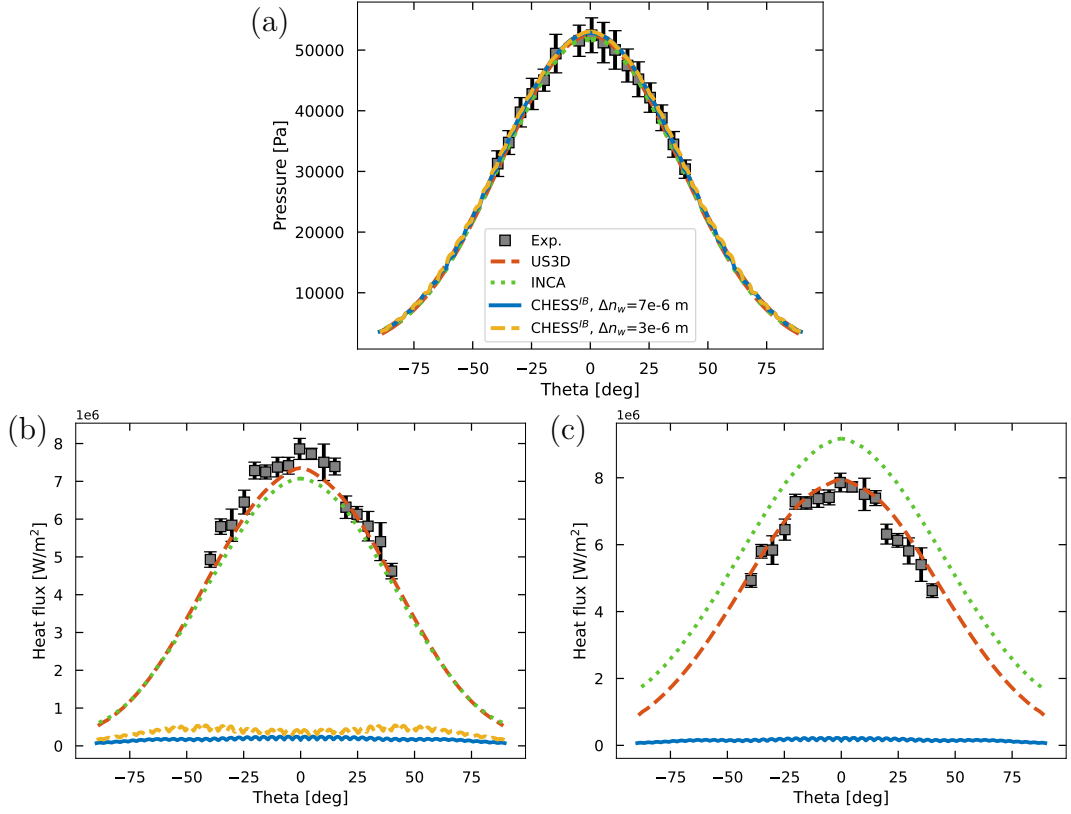 (a)
50000
40000
30000
20000
10000
Pressure [Pa]
Exp.
US3D
INCA
CHESS^IB, Δn_w=7e-6 m
CHESS^IB, Δn_w=3e-6 m
−75 −50 −25 0 25 50 75
Theta [deg]
(b)
1e6
8
7
6
5
4
3
2
1
0
Heat flux [W/m²]
−75 −50 −25 0 25 50 75
Theta [deg]
(c)
1e6
8
6
4
2
0
Heat flux [W/m²]
−75 −50 −25 0 25 50 75
Theta [deg]